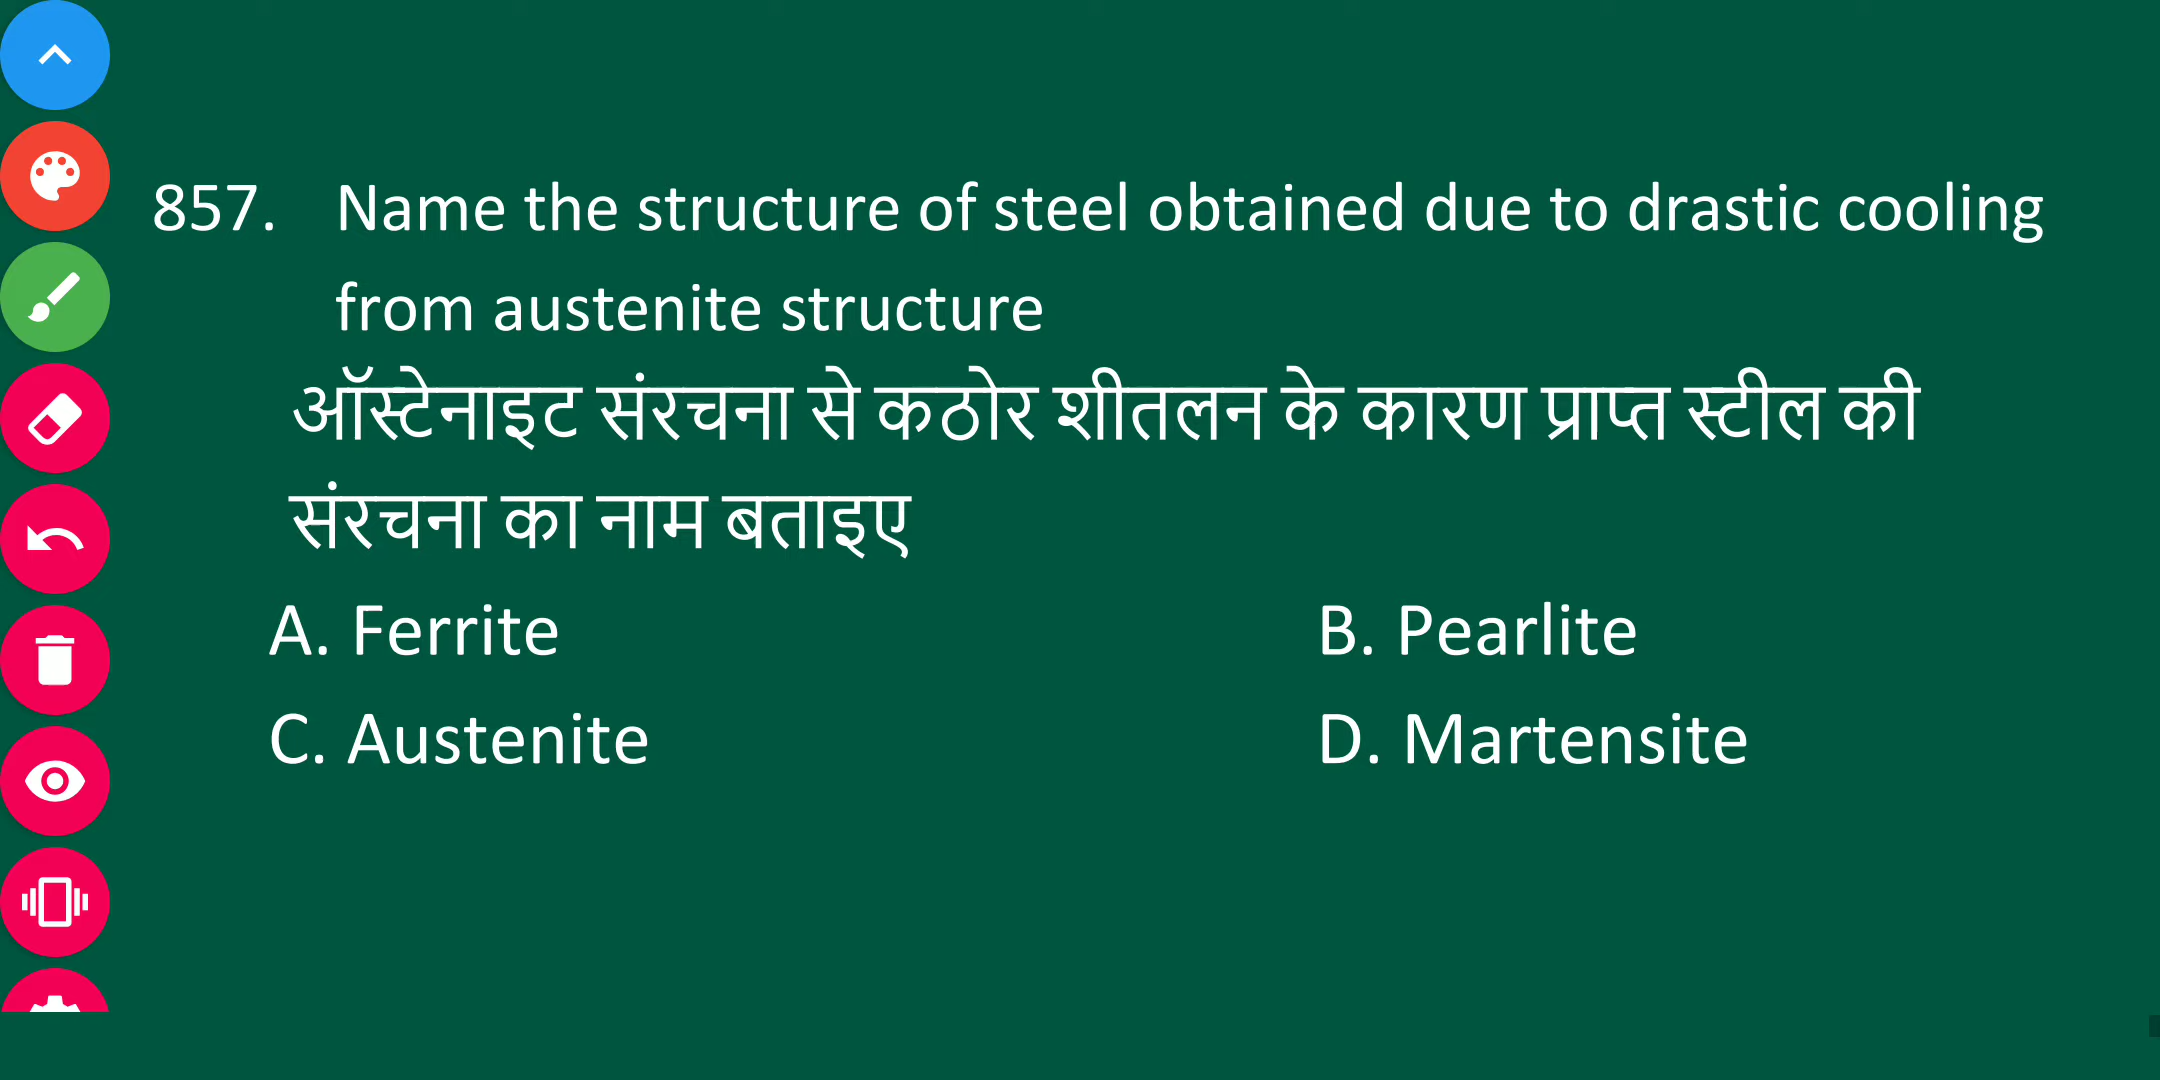 857. Name the structure of steel obtained due to drastic cooling
from austenite structure
ऑस्टेनाइट संरचना से कठोर शीतलन के कारण प्राप्त स्टील की
संरचना का नाम बताइए
A. Ferrite B. Pearlite
C. Austenite D. Martensite